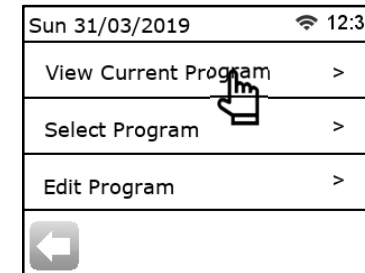 Sun 31/03/2019 12:3
View Current Program >
Select Program >
Edit Program >